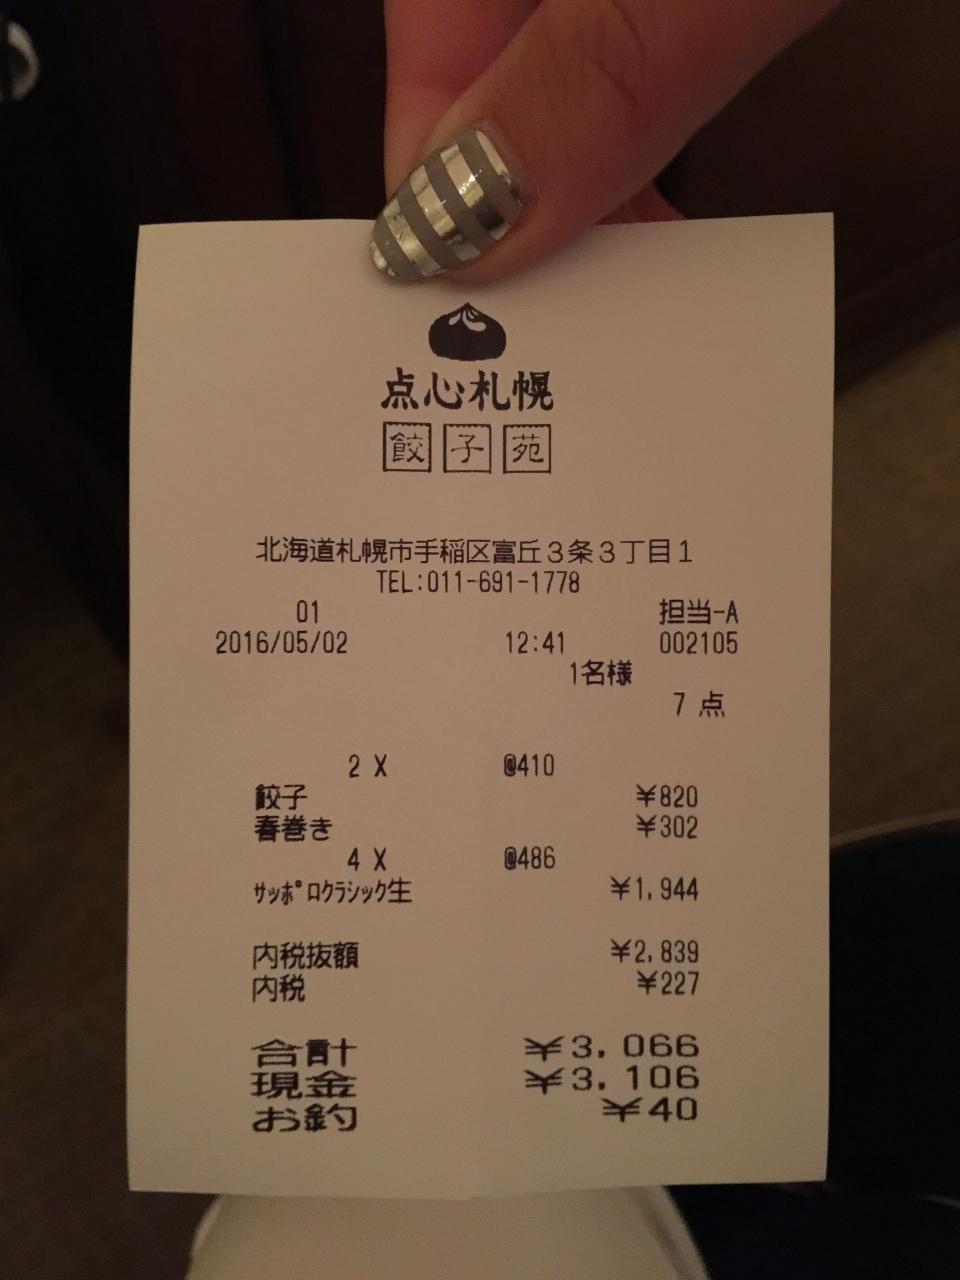 点心札幌
餃子苑
北海道札幌市手稲区富丘3条3丁目1
TEL:011-691-1778
01 担当-A
2016/05/02 12:41 002105
1名様
7 点
2 X @410
餃子 ¥820
春巻き ¥302
4 X @486
ｻｯﾎﾟﾛｸﾗｼｯｸ生 ¥1,944
内税抜額 ¥2,839
内税 ¥227
合計 ¥3,066
現金 ¥3,106
お釣 ¥40